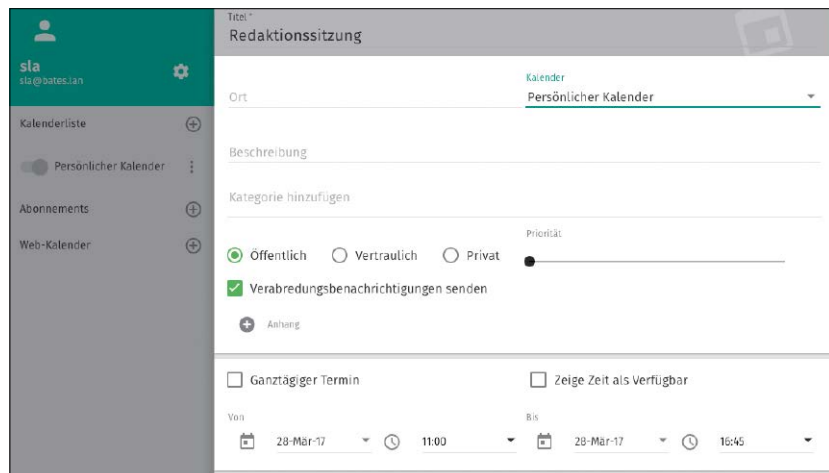 sla
sla@bates.lan
Kalenderliste
Persönlicher Kalender
Abonnements
Web-Kalender
Titel *
Redaktionssitzung
Ort
Kalender
Persönlicher Kalender
Beschreibung
Kategorie hinzufügen
Öffentlich Vertraulich Privat
Priorität
Verabredungsbenachrichtigungen senden
Anhang
Ganztägiger Termin
Zeige Zeit als Verfügbar
Von
28-Mär-17 11:00
Bis
28-Mär-17 16:45